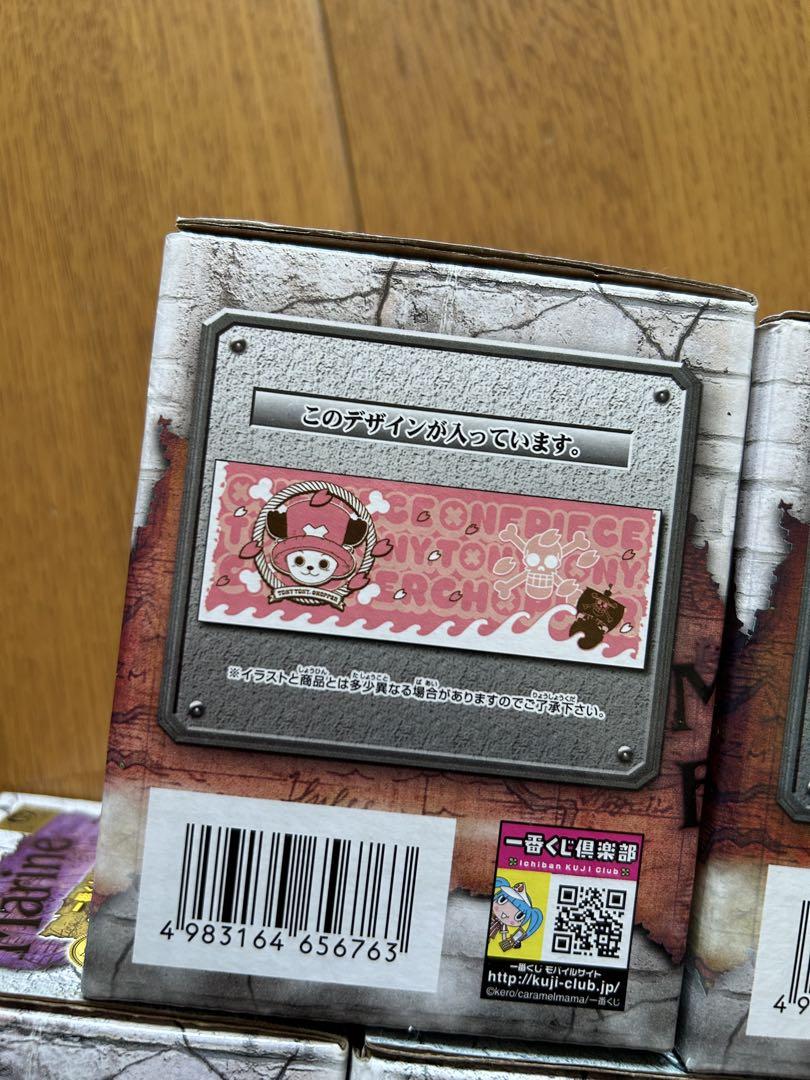 このデザインが入っています。
ONEPIECE
TONY TONY. CHOPPER
※イラストと商品とは多少異なる場合がありますのでご了承下さい。
Marine
4 983164 656763
一番くじ倶楽部
Ichiban KUJI Club
一番くじ モバイルサイト
http://kuji-club.jp/
©kero/caramelmama/一番くじ